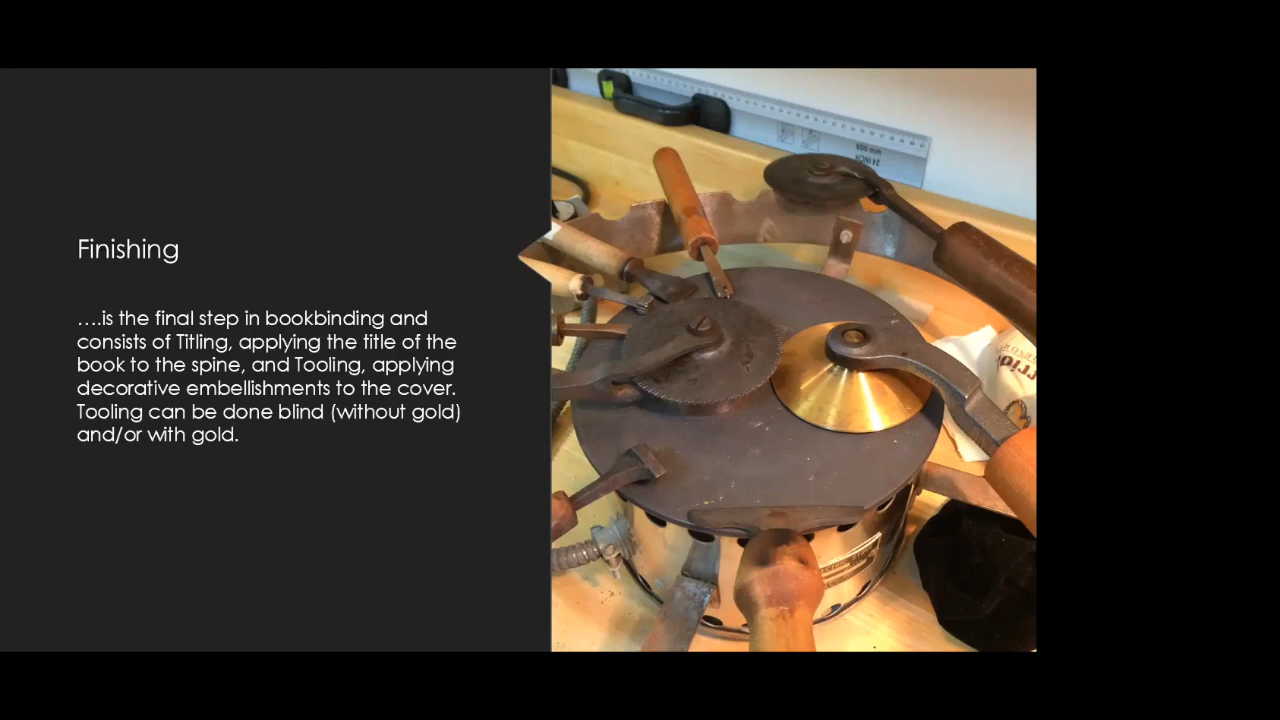 Finishing
….is the final step in bookbinding and
consists of Titling, applying the title of the
book to the spine, and Tooling, applying
decorative embellishments to the cover.
Tooling can be done blind (without gold)
and/or with gold.
24 INCH